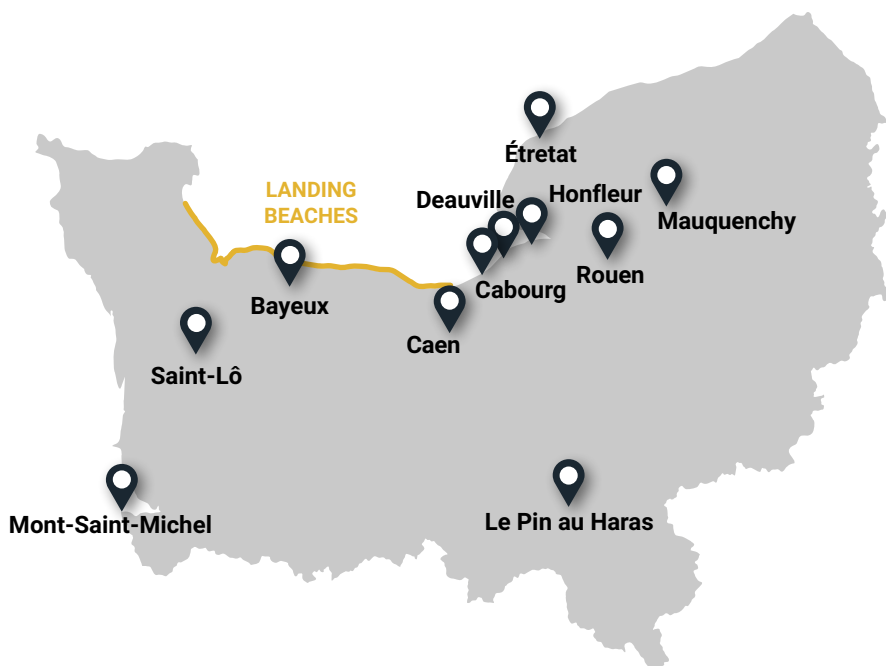 Étretat
LANDING
BEACHES
Deauville
Honfleur
Mauquenchy
Rouen
Cabourg
Bayeux
Caen
Saint-Lô
Mont-Saint-Michel
Le Pin au Haras